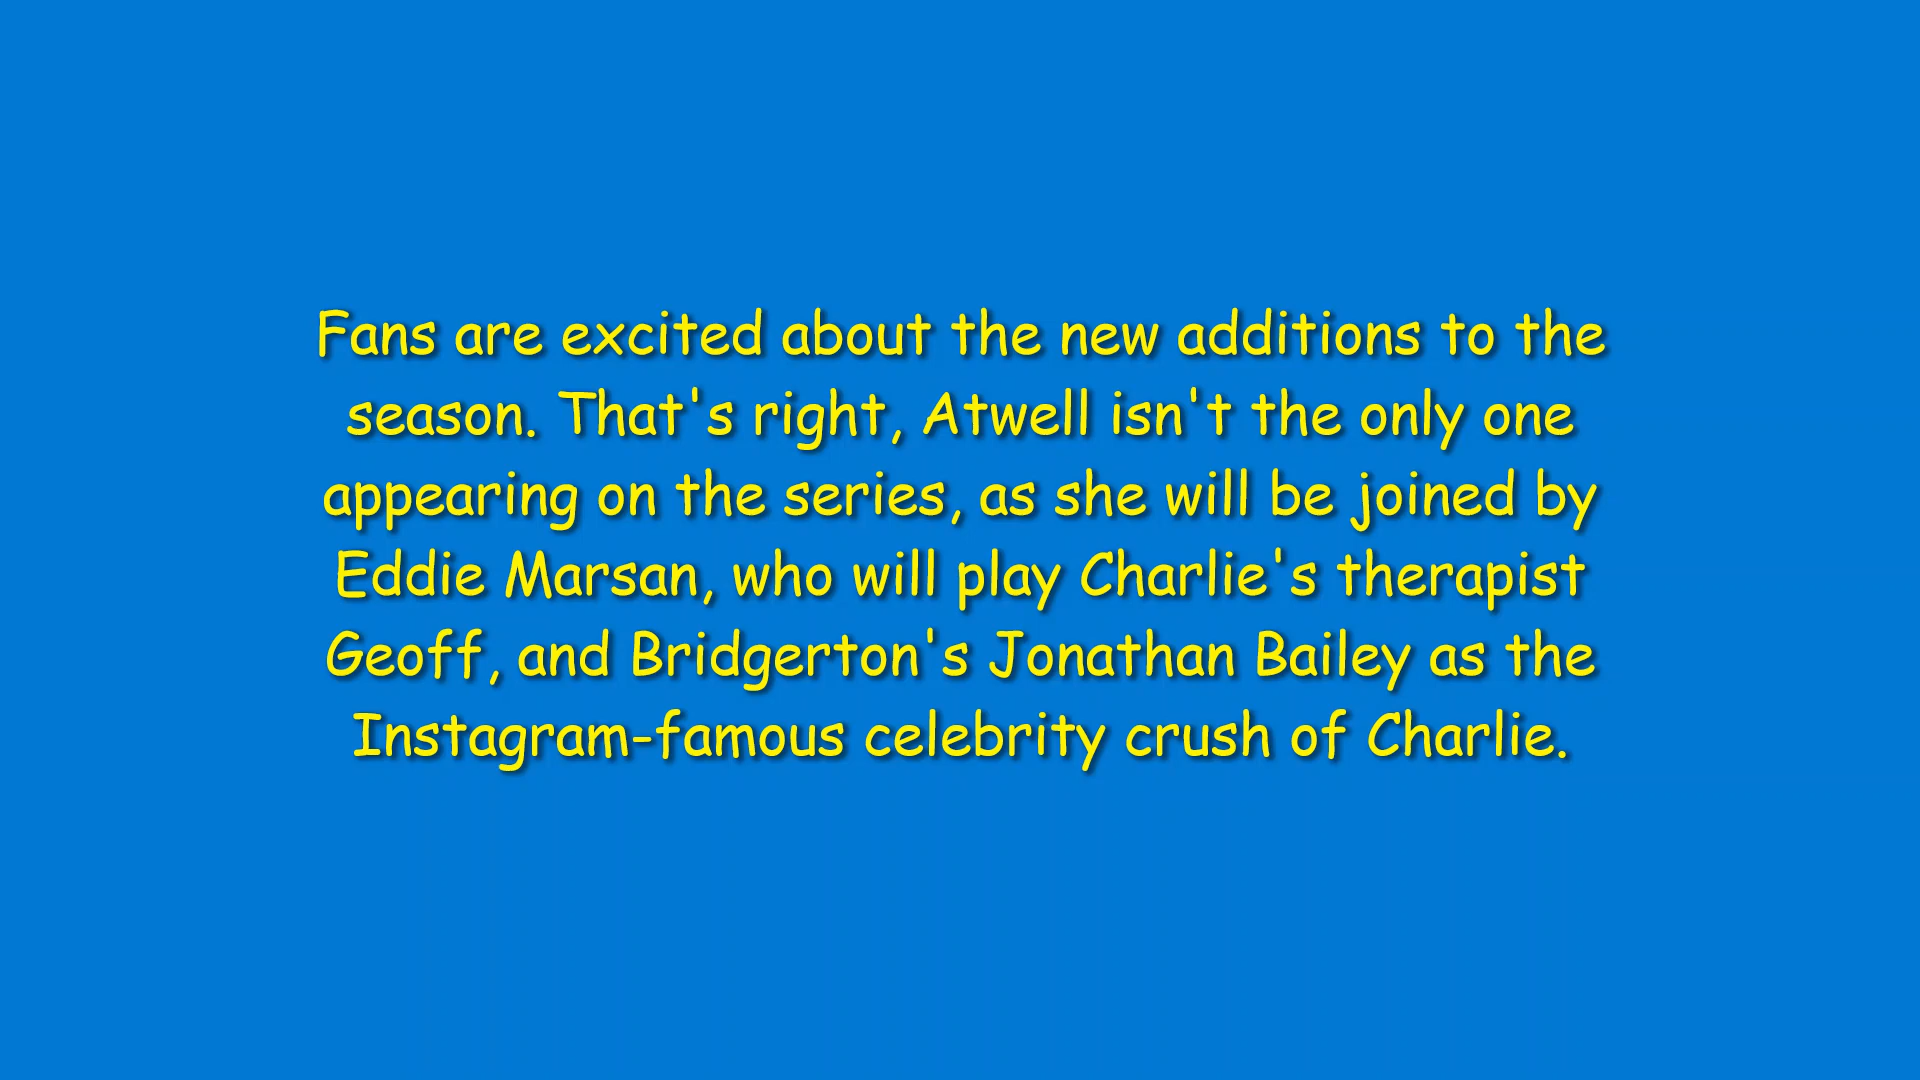 Fans are excited about the new additions to the
season. That's right, Atwell isn't the only one
appearing on the series, as she will be joined by
Eddie Marsan, who will play Charlie's therapist
Geoff, and Bridgerton's Jonathan Bailey as the
Instagram-famous celebrity crush of Charlie.